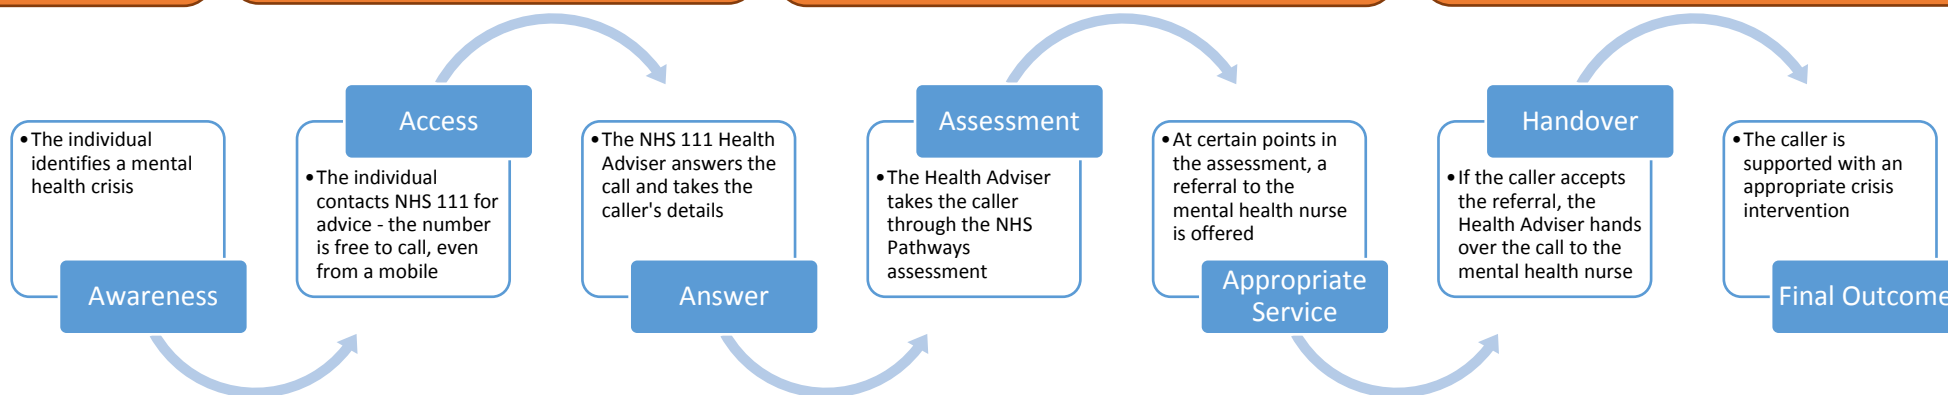 •The individual
identifies a mental
health crisis
Awareness
Access
•The individual
contacts NHS 111 for
advice - the number
is free to call, even
from a mobile
•The NHS 111 Health
Adviser answers the
call and takes the
caller's details
Answer
Assessment
•The Health Adviser
takes the caller
through the NHS
Pathways
assessment
•At certain points in
the assessment, a
referral to the
mental health nurse
is offered
Appropriate
Service
Handover
•If the caller accepts
the referral, the
Health Adviser hands
over the call to the
mental health nurse
•The caller is
supported with an
appropriate crisis
intervention
Final Outcome